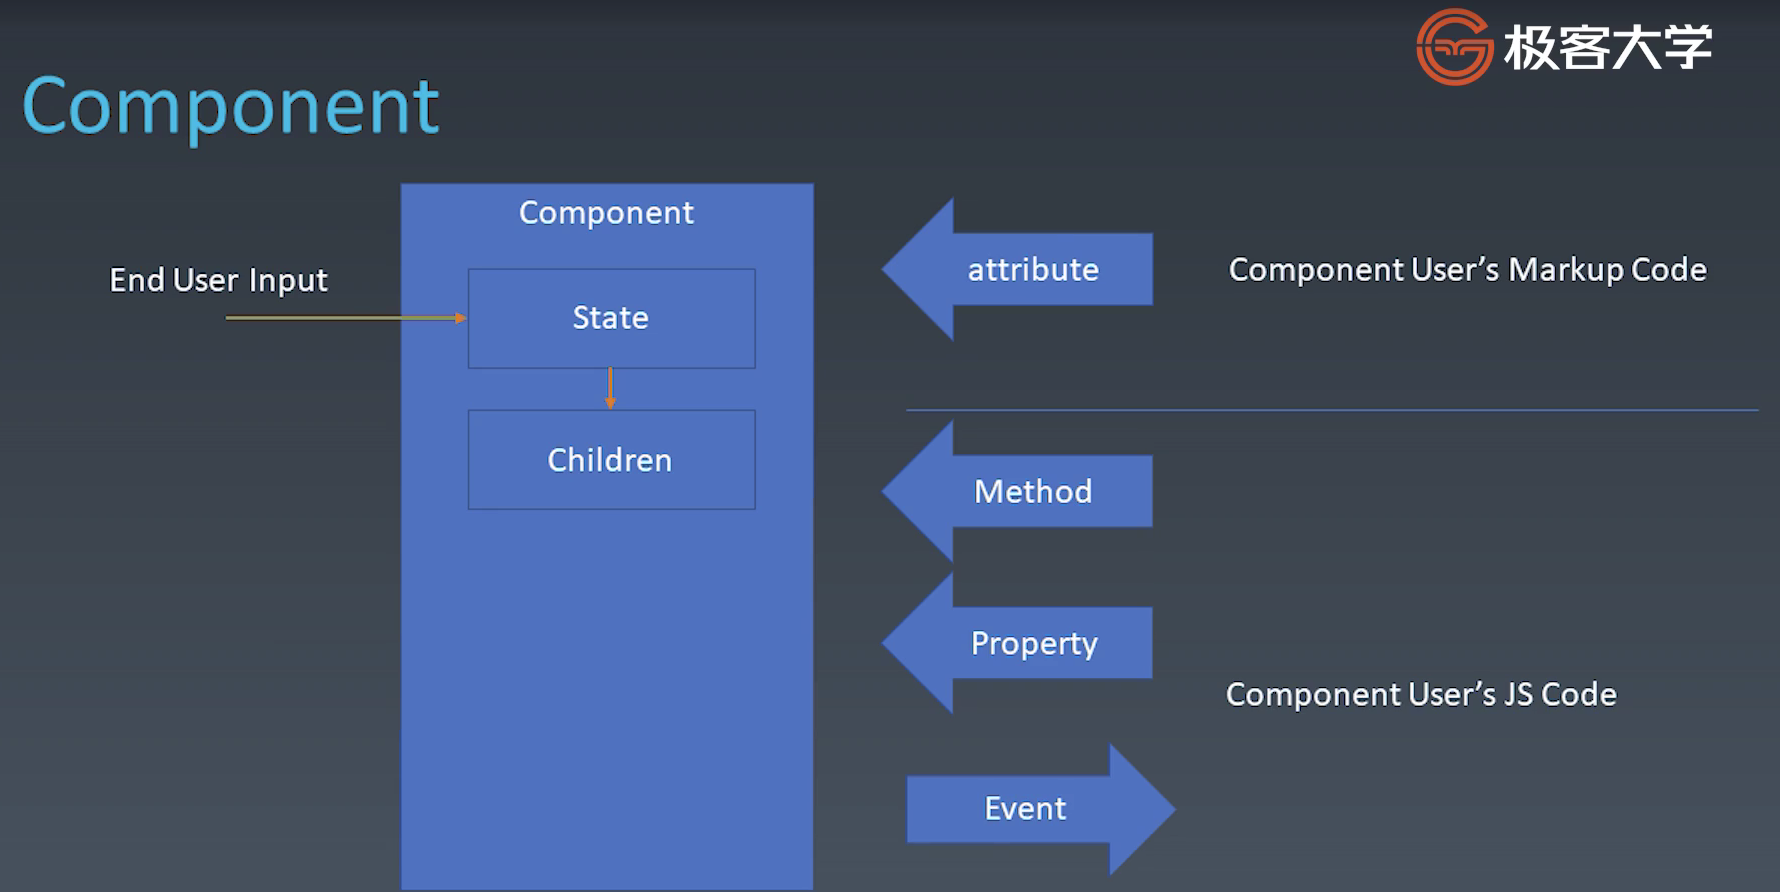 极客大学
Component
Component
End User Input
State
Children
attribute
Component User’s Markup Code
Method
Property
Component User’s JS Code
Event